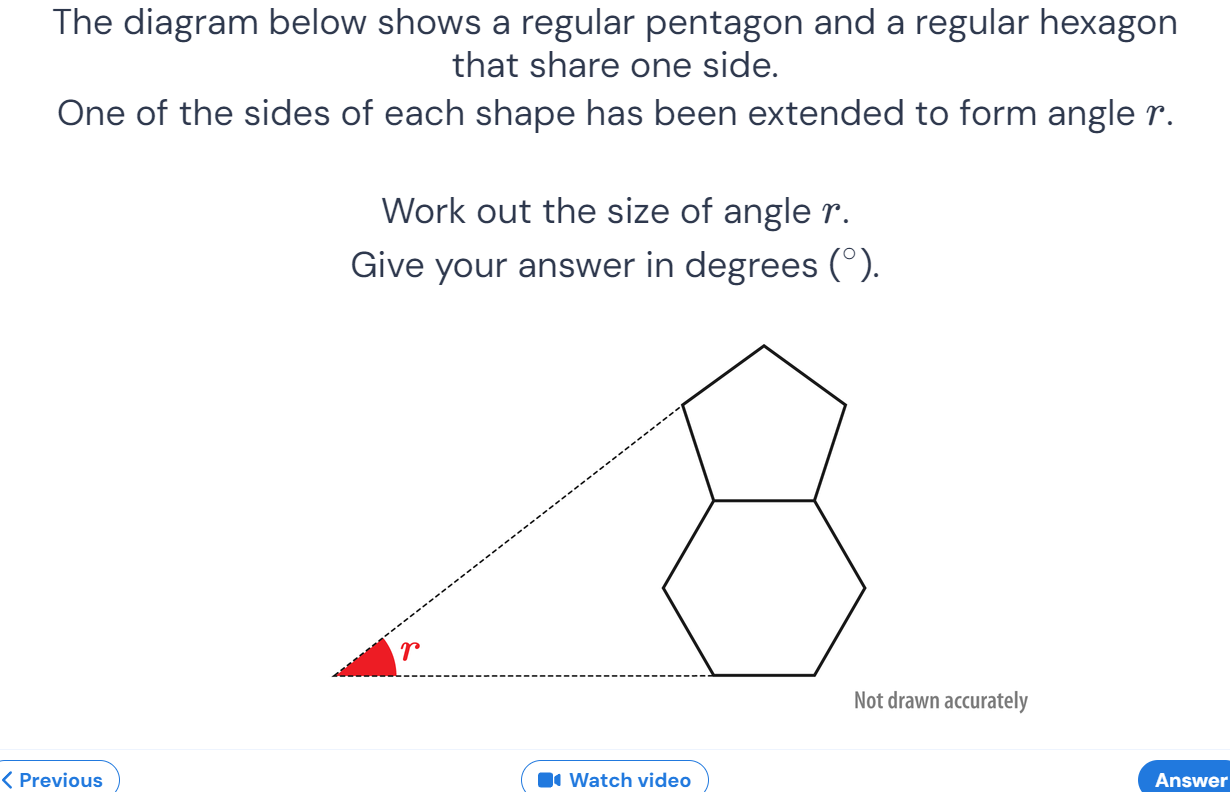 The diagram below shows a regular pentagon and a regular hexagon
that share one side.
One of the sides of each shape has been extended to form angle r.
Work out the size of angle r.
Give your answer in degrees (°).
r
Not drawn accurately
Previous
Watch video
Answer